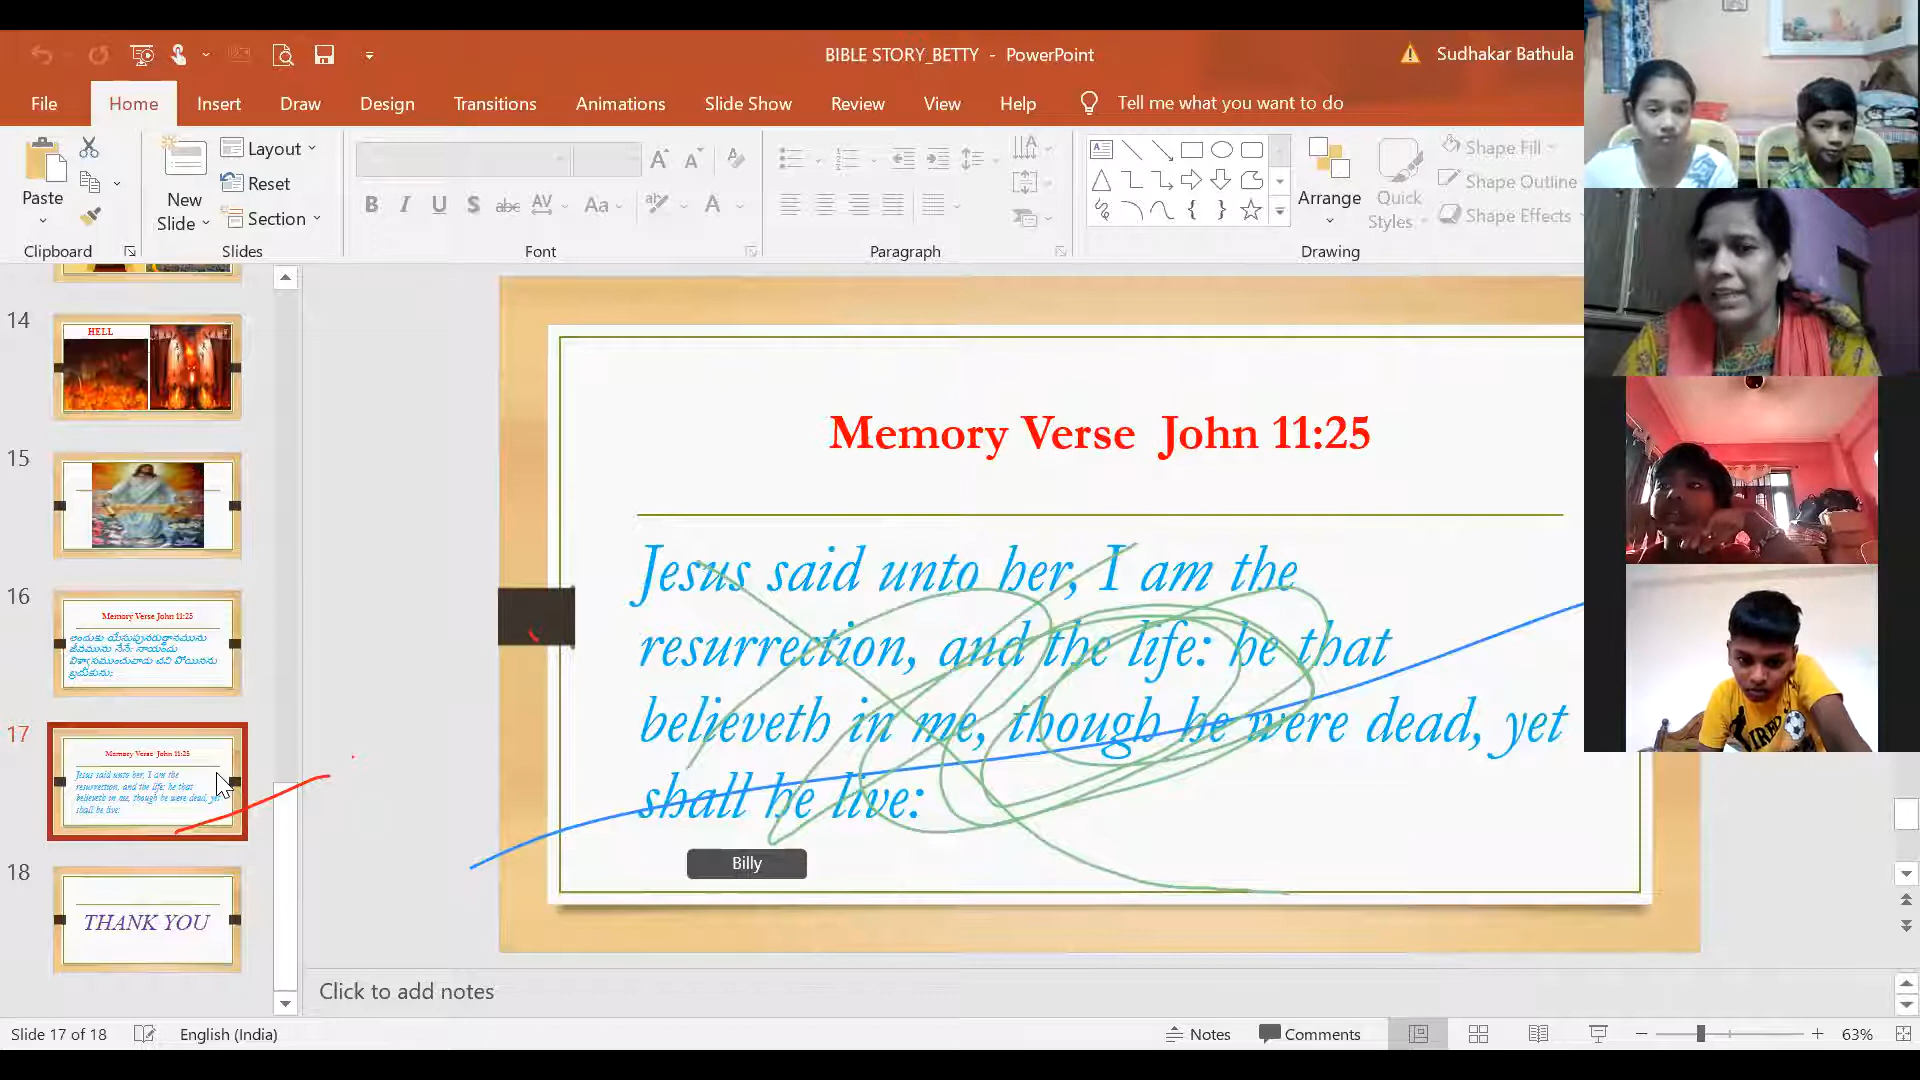 BIBLE STORY_BETTY - PowerPoint
Sudhakar Bathula
File
Home
Insert
Draw
Design
Transitions
Animations
Slide Show
Review
View
Help
Tell me what you want to do
Paste
Clipboard
New
Slide
Layout
Reset
Section
Slides
B I U S abc AV Aa A
Font
Paragraph
Arrange
Quick
Styles
Shape Fill
Shape Outline
Shape Effects
Drawing
14
HELL
15
16
Memory Verse John 11:25
17
Memory Verse John 11:25
Jesus said unto her, I am the
resurrection, and the life: he that
believeth in me, though he were dead, yet
shall he live:
18
THANK YOU
Memory Verse John 11:25
Jesus said unto her, I am the
resurrection, and the life: he that
believeth in me, though he were dead, yet
shall he live:
Billy
Click to add notes
Slide 17 of 18
English (India)
Notes
Comments
63%